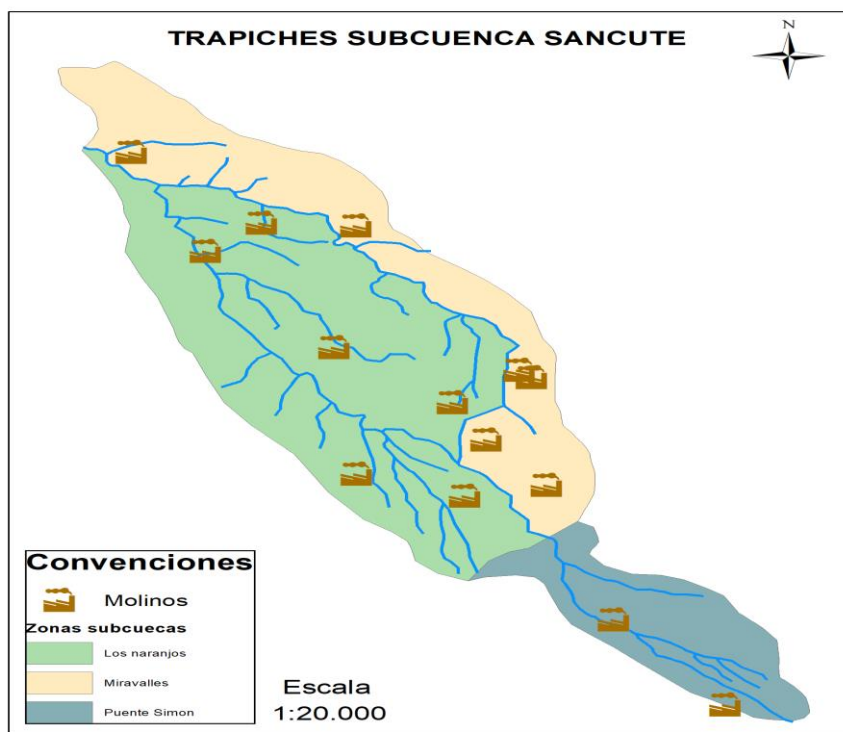 TRAPICHES SUBCUENCA SANCUTE
N
Convenciones
Molinos
Zonas subcuecas
Los naranjos
Miravalles
Puente Simon
Escala
1:20.000